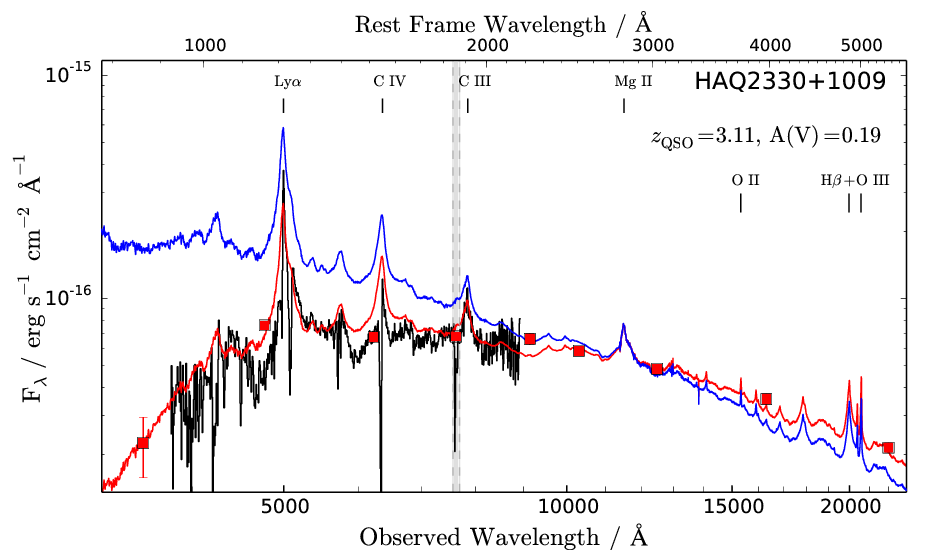 Rest Frame Wavelength / Å
1000 2000 3000 4000 5000
10⁻¹⁵
Lyα C IV C III Mg II HAQ2330+1009
z_QSO=3.11, A(V)=0.19
O II Hβ+O III
10⁻¹⁶
F_λ / erg s⁻¹ cm⁻² Å⁻¹
5000 10000 15000 20000
Observed Wavelength / Å